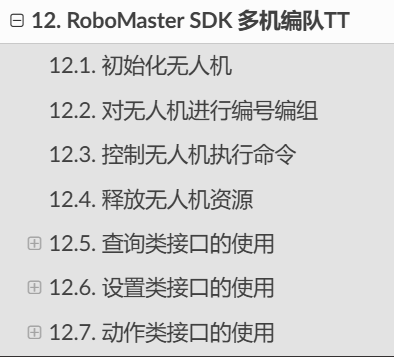 12. RoboMaster SDK 多机编队TT
12.1. 初始化无人机
12.2. 对无人机进行编号编组
12.3. 控制无人机执行命令
12.4. 释放无人机资源
12.5. 查询类接口的使用
12.6. 设置类接口的使用
12.7. 动作类接口的使用